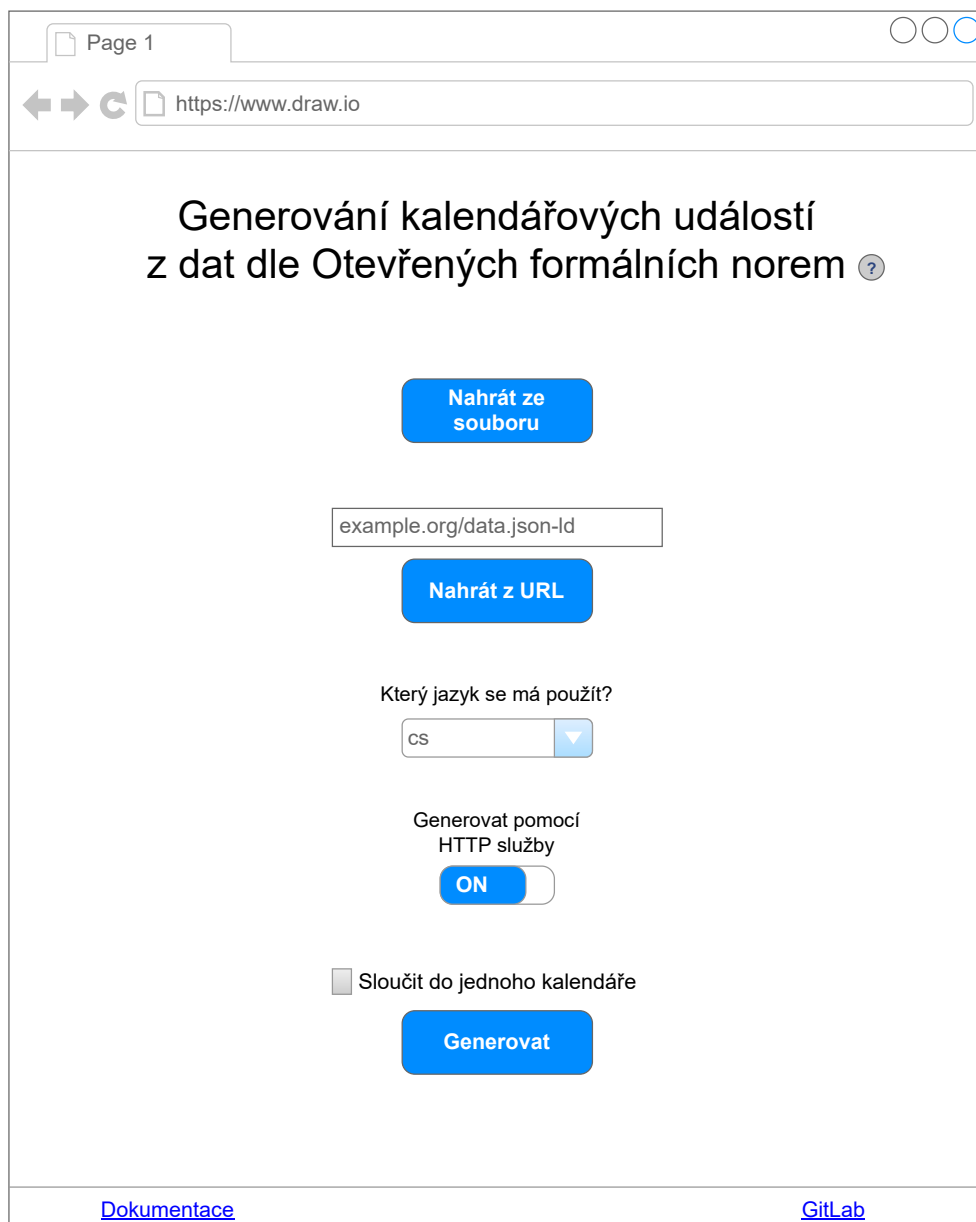 Page 1
https://www.draw.io
Generování kalendářových událostí
z dat dle Otevřených formálních norem ?
Nahrát ze
souboru
example.org/data.json-ld
Nahrát z URL
Který jazyk se má použít?
cs
Generovat pomocí
HTTP služby
ON
Sloučit do jednoho kalendáře
Generovat
Dokumentace
GitLab